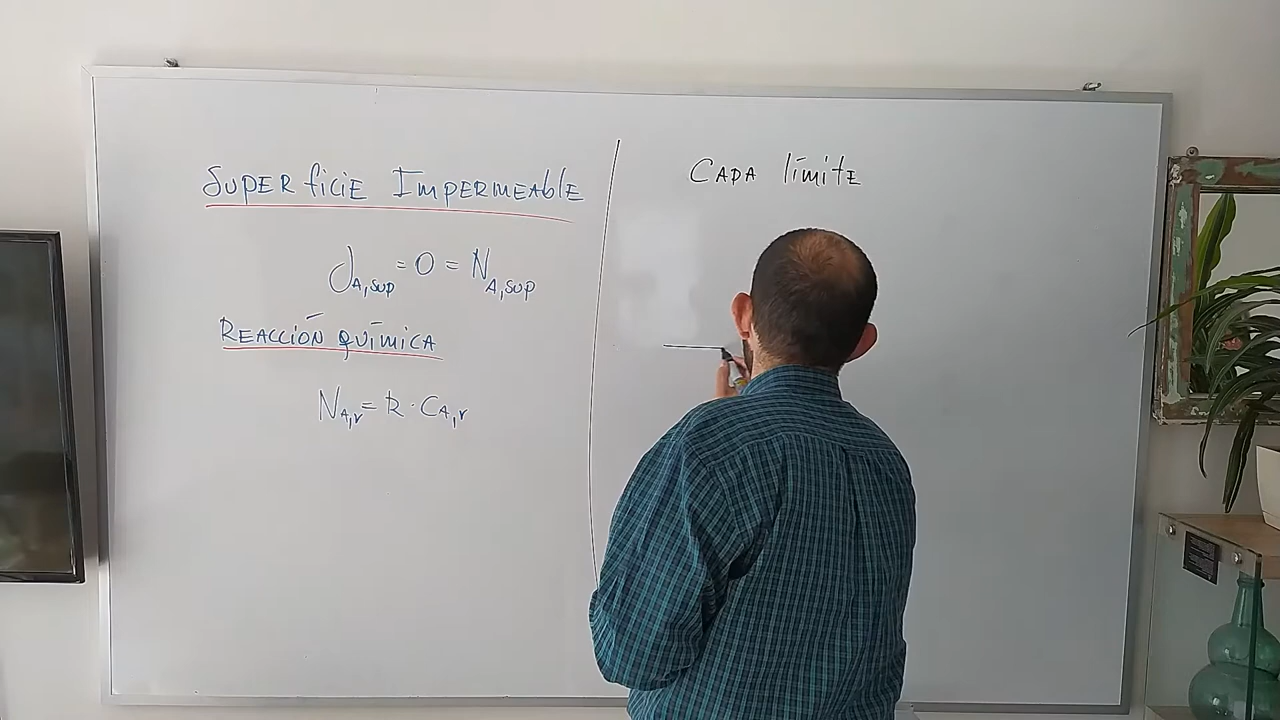 Superficie Impermeable
J_A,sup = 0 = N_A,sup
Reacción química
N_A,r = k · C_A,r
Capa límite